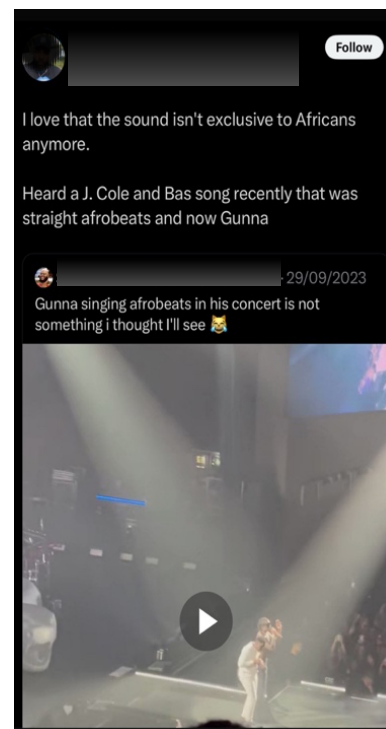 Follow
I love that the sound isn't exclusive to Africans
anymore.
Heard a J. Cole and Bas song recently that was
straight afrobeats and now Gunna
· 29/09/2023
Gunna singing afrobeats in his concert is not
something i thought I'll see 😹